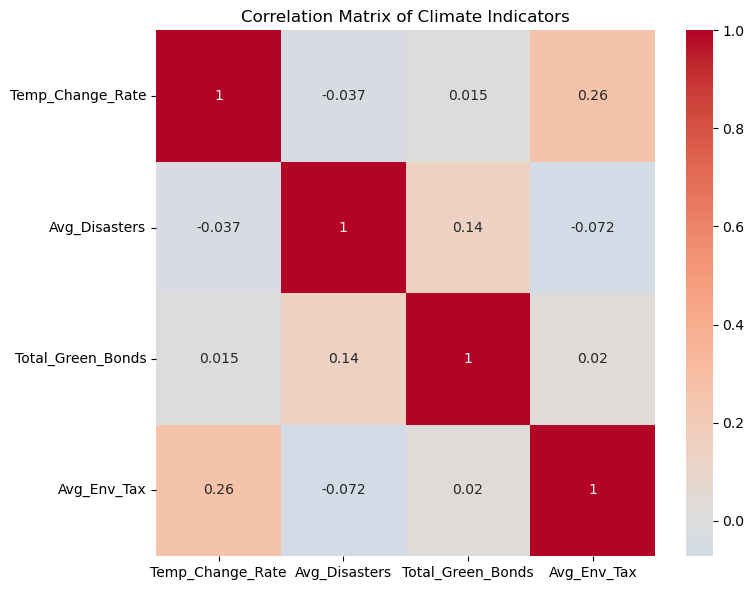 Correlation Matrix of Climate Indicators
Temp_Change_Rate 1 -0.037 0.015 0.26
Avg_Disasters -0.037 1 0.14 -0.072
Total_Green_Bonds 0.015 0.14 1 0.02
Avg_Env_Tax 0.26 -0.072 0.02 1
Temp_Change_Rate Avg_Disasters Total_Green_Bonds Avg_Env_Tax
1.0
0.8
0.6
0.4
0.2
0.0